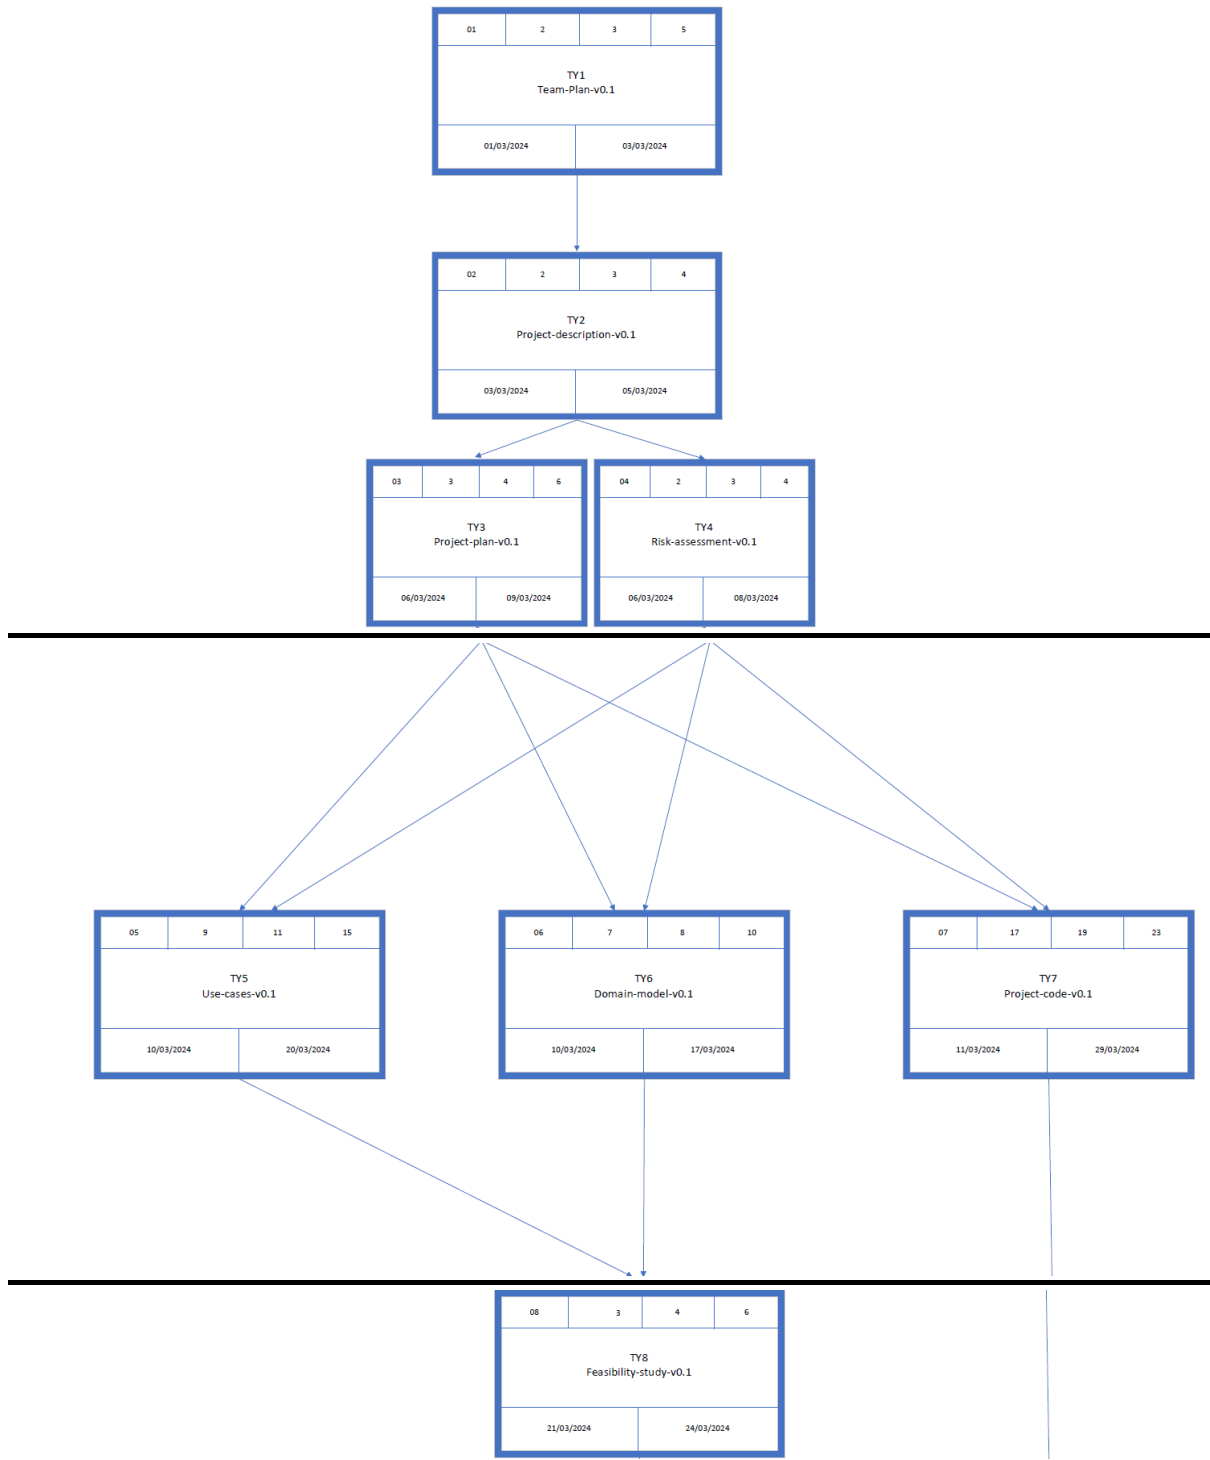 01 2 3 5
TY1
Team-Plan-v0.1
01/03/2024 03/03/2024
02 2 3 4
TY2
Project-description-v0.1
03/03/2024 05/03/2024
03 3 4 6
TY3
Project-plan-v0.1
06/03/2024 09/03/2024
04 2 3 4
TY4
Risk-assessment-v0.1
06/03/2024 08/03/2024
05 9 11 15
TY5
Use-cases-v0.1
10/03/2024 20/03/2024
06 7 8 10
TY6
Domain-model-v0.1
10/03/2024 17/03/2024
07 17 19 23
TY7
Project-code-v0.1
11/03/2024 29/03/2024
08 3 4 6
TY8
Feasibility-study-v0.1
21/03/2024 24/03/2024